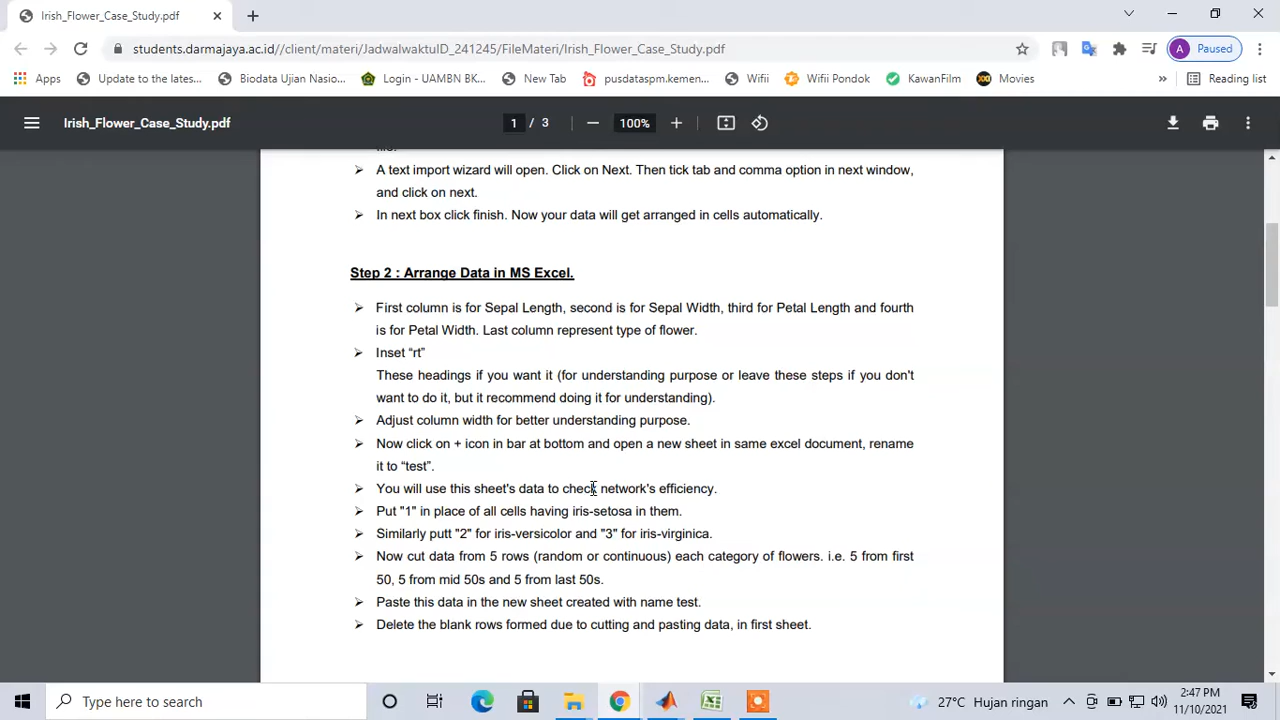 Irish_Flower_Case_Study.pdf
students.darmajaya.ac.id//client/materi/JadwalwaktuID_241245/FileMateri/Irish_Flower_Case_Study.pdf
A Paused
Apps Update to the lates... Biodata Ujian Nasio... Login - UAMBN BK... New Tab pusdataspm.kemen... Wifii Wifii Pondok KawanFilm Movies » Reading list
Irish_Flower_Case_Study.pdf 1 / 3 100%
file.
A text import wizard will open. Click on Next. Then tick tab and comma option in next window,
and click on next.
In next box click finish. Now your data will get arranged in cells automatically.
Step 2 : Arrange Data in MS Excel.
First column is for Sepal Length, second is for Sepal Width, third for Petal Length and fourth
is for Petal Width. Last column represent type of flower.
Inset “rt”
These headings if you want it (for understanding purpose or leave these steps if you don't
want to do it, but it recommend doing it for understanding).
Adjust column width for better understanding purpose.
Now click on + icon in bar at bottom and open a new sheet in same excel document, rename
it to “test”.
You will use this sheet's data to check network's efficiency.
Put "1" in place of all cells having iris-setosa in them.
Similarly putt "2" for iris-versicolor and "3" for iris-virginica.
Now cut data from 5 rows (random or continuous) each category of flowers. i.e. 5 from first
50, 5 from mid 50s and 5 from last 50s.
Paste this data in the new sheet created with name test.
Delete the blank rows formed due to cutting and pasting data, in first sheet.
Type here to search
27°C Hujan ringan
2:47 PM
11/10/2021